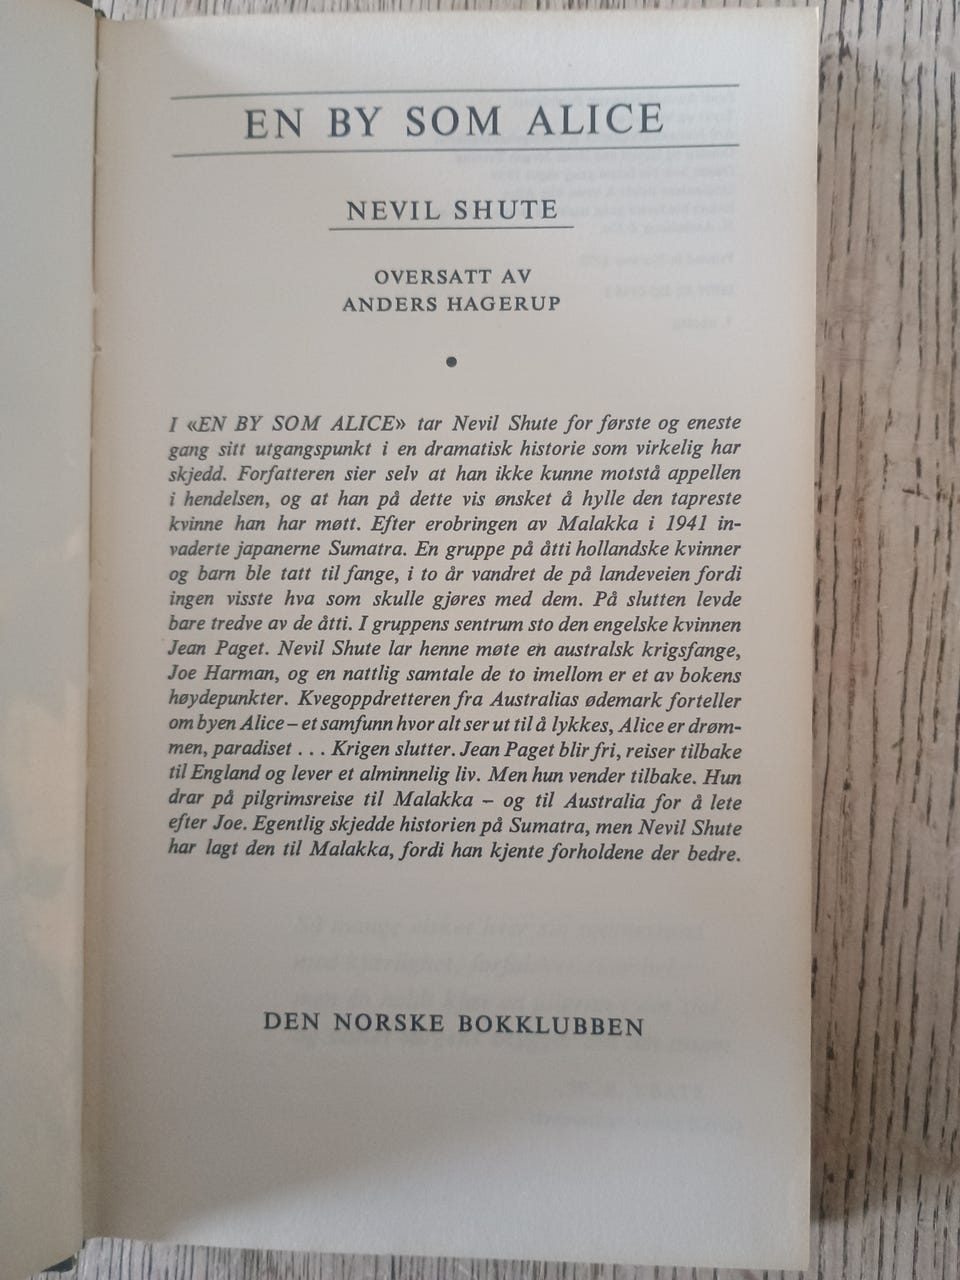 EN BY SOM ALICE
NEVIL SHUTE
OVERSATT AV
ANDERS HAGERUP
•
I «EN BY SOM ALICE» tar Nevil Shute for første og eneste
gang sitt utgangspunkt i en dramatisk historie som virkelig har
skjedd. Forfatteren sier selv at han ikke kunne motstå appellen
i hendelsen, og at han på dette vis ønsket å hylle den tapreste
kvinne han har møtt. Efter erobringen av Malakka i 1941 in-
vaderte japanerne Sumatra. En gruppe på åtti hollandske kvinner
og barn ble tatt til fange, i to år vandret de på landeveien fordi
ingen visste hva som skulle gjøres med dem. På slutten levde
bare tredve av de åtti. I gruppens sentrum sto den engelske kvinnen
Jean Paget. Nevil Shute lar henne møte en australsk krigsfange,
Joe Harman, og en nattlig samtale de to imellom er et av bokens
høydepunkter. Kvegoppdretteren fra Australias ødemark forteller
om byen Alice – et samfunn hvor alt ser ut til å lykkes, Alice er drøm-
men, paradiset . . . Krigen slutter. Jean Paget blir fri, reiser tilbake
til England og lever et alminnelig liv. Men hun vender tilbake. Hun
drar på pilgrimsreise til Malakka – og til Australia for å lete
efter Joe. Egentlig skjedde historien på Sumatra, men Nevil Shute
har lagt den til Malakka, fordi han kjente forholdene der bedre.
DEN NORSKE BOKKLUBBEN